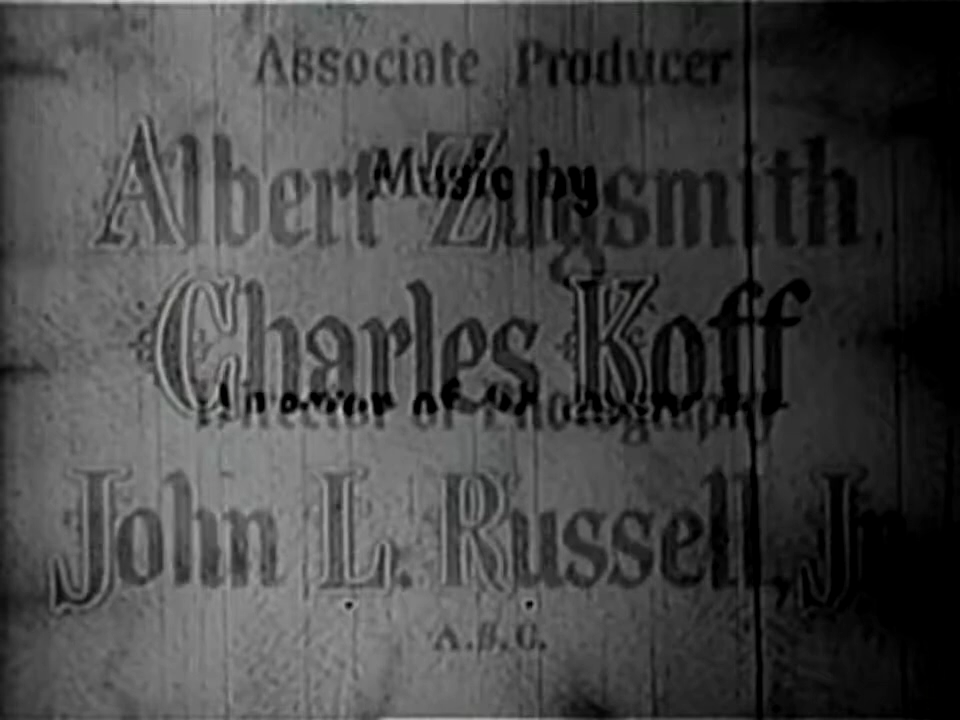 Associate Producer
Albert Zugsmith
Music by
Charles Koff
Director of Photography
John L. Russell, Jr.
A.S.C.